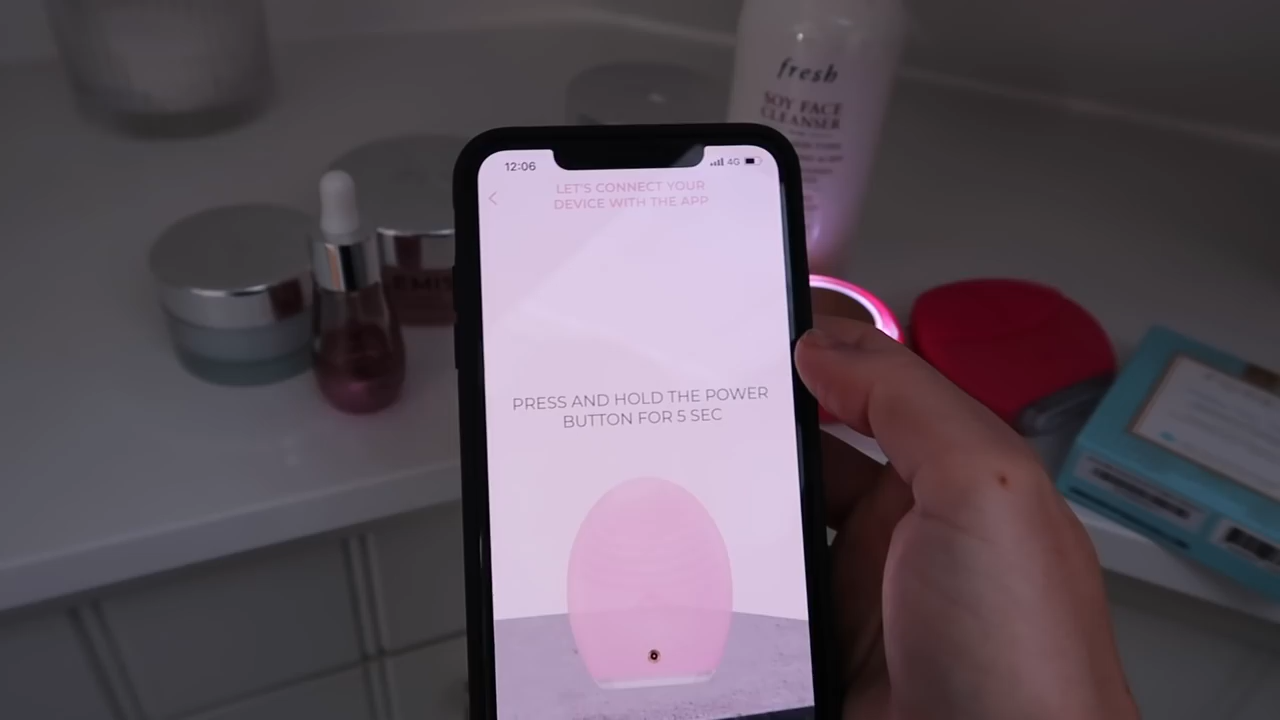 fresh
SOY FACE
CLEANSER
12:06
4G
LET'S CONNECT YOUR
DEVICE WITH THE APP
PRESS AND HOLD THE POWER
BUTTON FOR 5 SEC